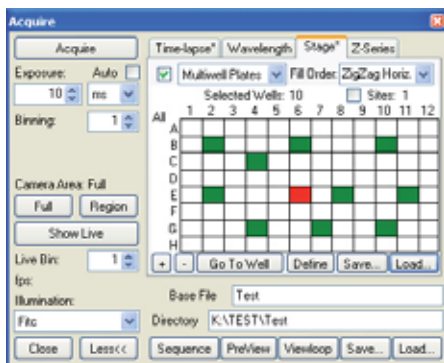 Acquire
Acquire
Exposure: Auto
10 ms
Binning: 1
Camera Area: Full
Full Region
Show Live
Live Bin: 1
fps:
Illumination:
Fitc
Close Less<<
Time-lapse* Wavelength Stage* Z-Series
Multiwell Plates Fill Order: ZigZag Horiz.
Selected Wells: 10 Sites: 1
All 1 2 3 4 5 6 7 8 9 10 11 12
A
B
C
D
E
F
G
H
+ - Go To Well Define Save... Load...
Base File Test
Directory K:\TEST\Test
Sequence PreView Viewloop Save... Load...